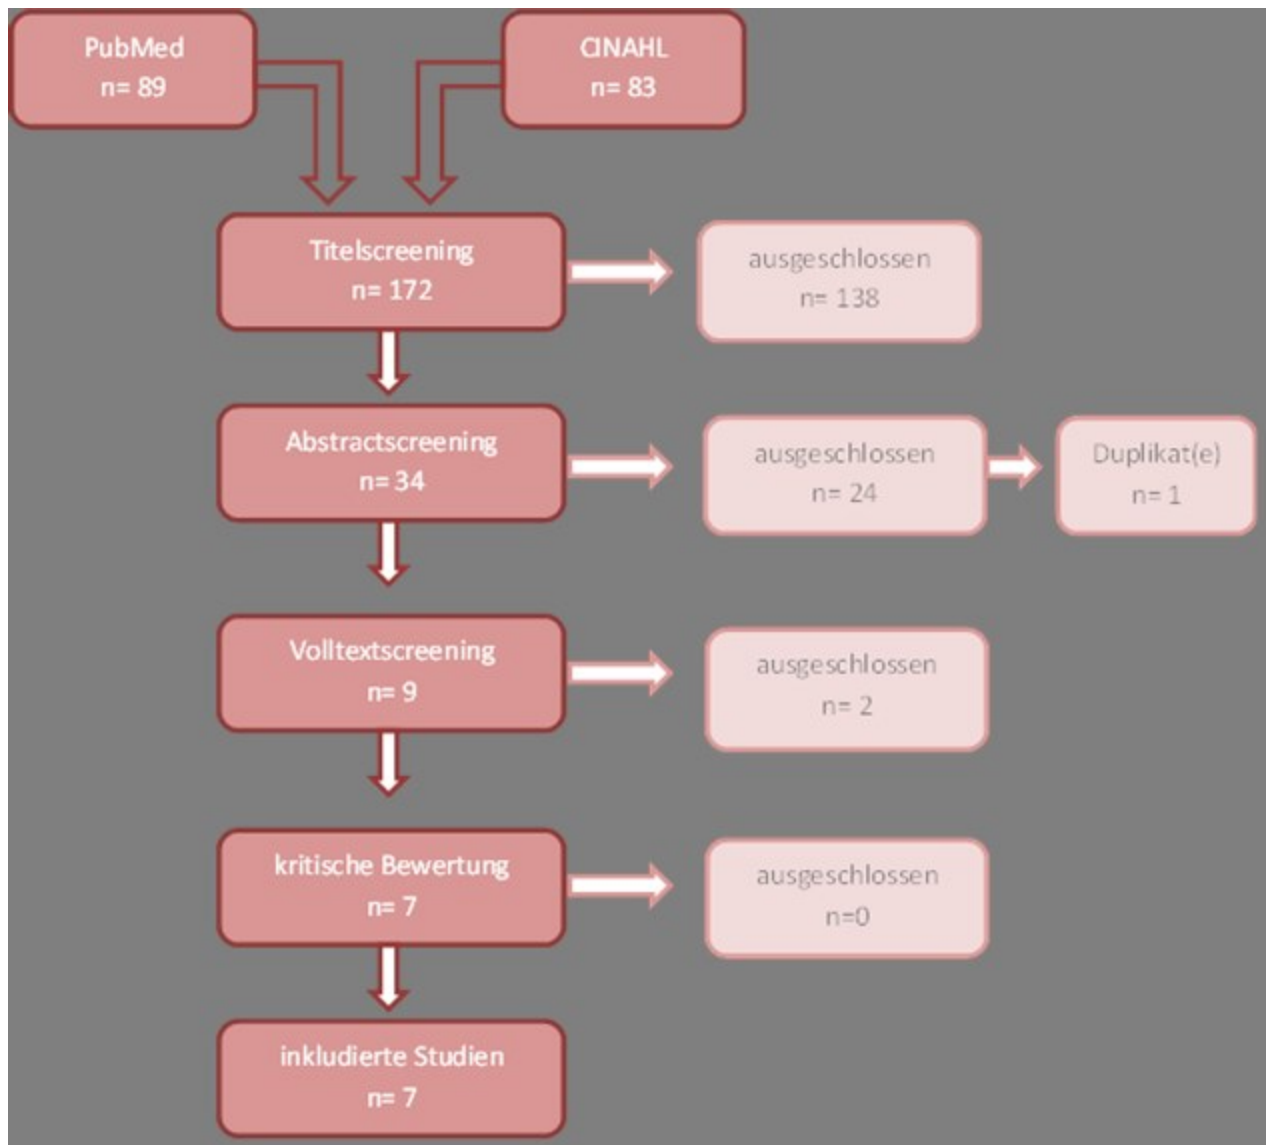 PubMed
n= 89
CINAHL
n= 83
Titelscreening
n= 172
ausgeschlossen
n= 138
Abstractscreening
n= 34
ausgeschlossen
n= 24
Duplikat(e)
n= 1
Volltextscreening
n= 9
ausgeschlossen
n= 2
kritische Bewertung
n= 7
ausgeschlossen
n=0
inkludierte Studien
n= 7